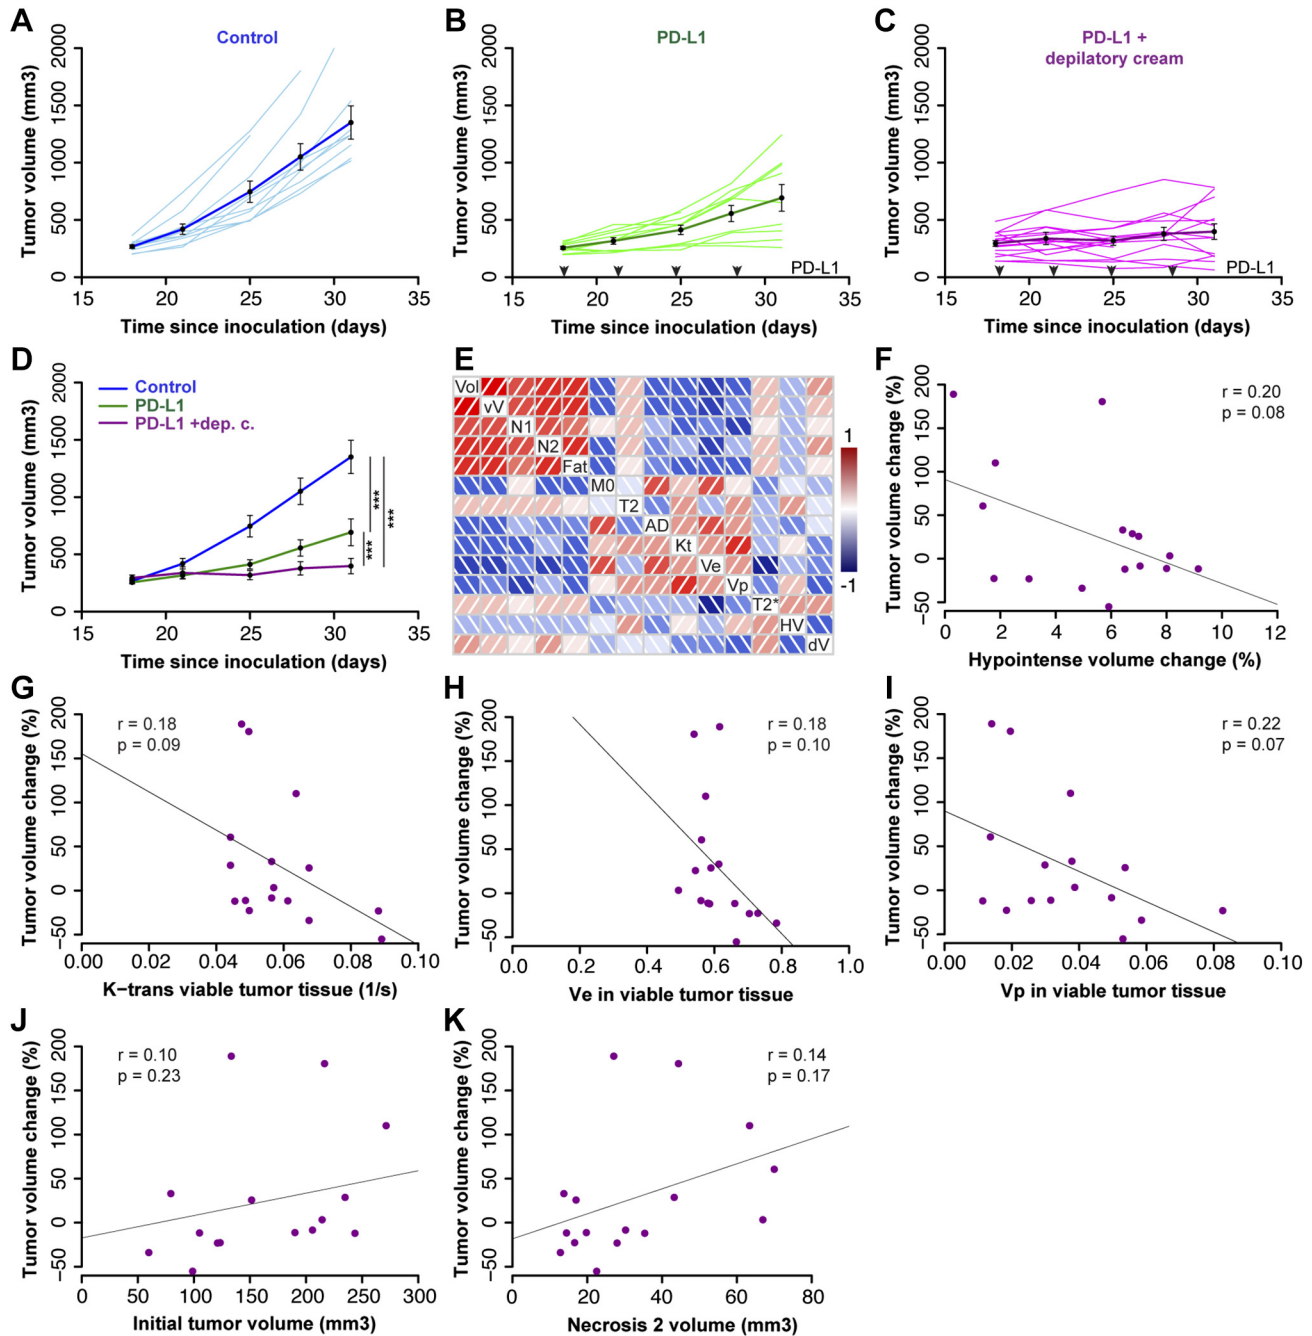 A
Control
Tumor volume (mm3)
2000
1500
1000
500
0
15
20
25
30
35
Time since inoculation (days)
B
PD-L1
Tumor volume (mm3)
2000
1500
1000
500
0
PD-L1
15
20
25
30
35
Time since inoculation (days)
C
PD-L1 +
depilatory cream
Tumor volume (mm3)
2000
1500
1000
500
0
PD-L1
15
20
25
30
35
Time since inoculation (days)
D
Control
PD-L1
PD-L1 +dep. c.
Tumor volume (mm3)
2000
1500
1000
500
0
***
***
***
15
20
25
30
35
Time since inoculation (days)
E
Vol
vV
N1
N2
Fat
M0
T2
AD
Kt
Ve
Vp
T2*
HV
dV
1
-1
F
r = 0.20
p = 0.08
Tumor volume change (%)
200
150
100
50
0
−50
0
2
4
6
8
10
12
Hypointense volume change (%)
G
r = 0.18
p = 0.09
Tumor volume change (%)
200
150
100
50
0
−50
0.00
0.02
0.04
0.06
0.08
0.10
K−trans viable tumor tissue (1/s)
H
r = 0.18
p = 0.10
Tumor volume change (%)
200
150
100
50
0
−50
0.0
0.2
0.4
0.6
0.8
1.0
Ve in viable tumor tissue
I
r = 0.22
p = 0.07
Tumor volume change (%)
200
150
100
50
0
−50
0.00
0.02
0.04
0.06
0.08
0.10
Vp in viable tumor tissue
J
r = 0.10
p = 0.23
Tumor volume change (%)
200
150
100
50
0
−50
0
50
100
150
200
250
300
Initial tumor volume (mm3)
K
r = 0.14
p = 0.17
Tumor volume change (%)
200
150
100
50
0
−50
0
20
40
60
80
Necrosis 2 volume (mm3)